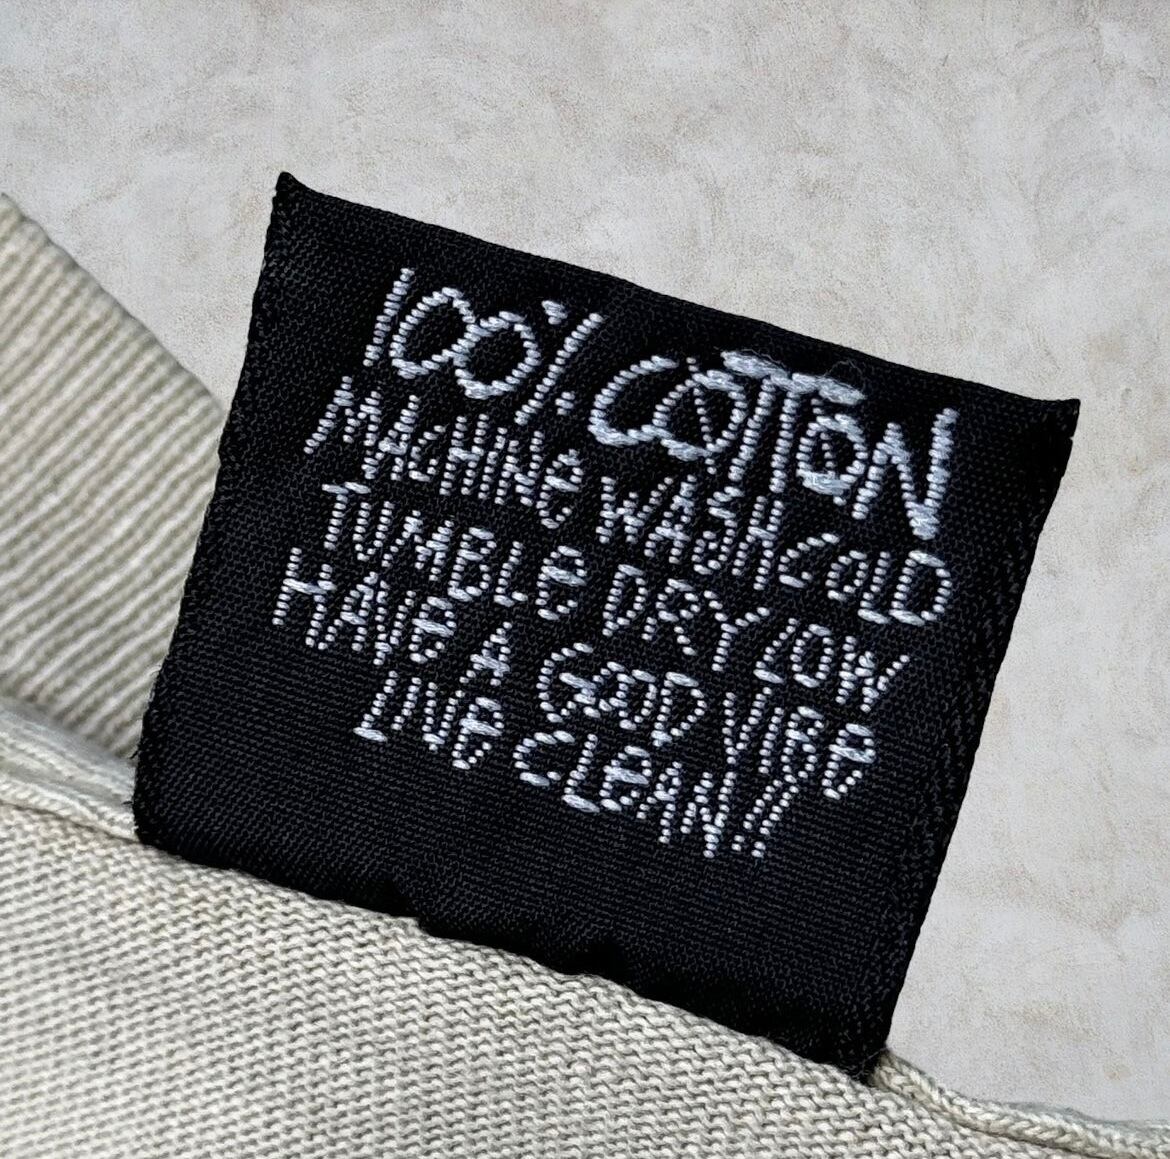 100% COTTON
MACHINE WASH COLD
TUMBLE DRY LOW
HAVE A GOOD VIBE
LIVE CLEAN!!